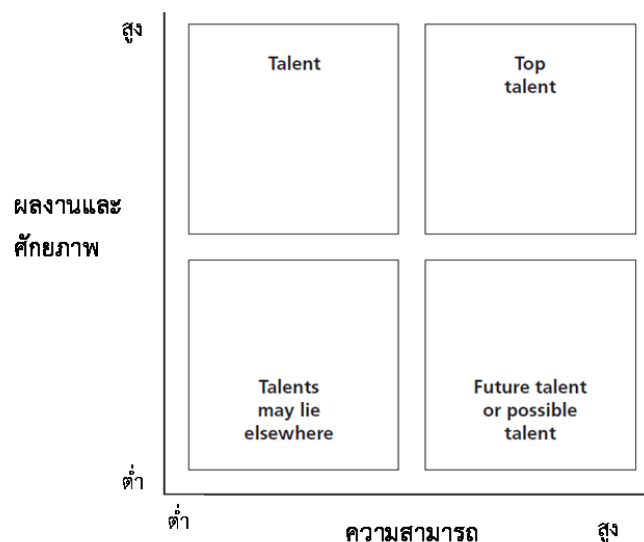 สูง
Talent
Top
talent
ผลงานและ
ศักยภาพ
Talents
may lie
elsewhere
Future talent
or possible
talent
ต่ำ
ต่ำ
ความสามารถ
สูง